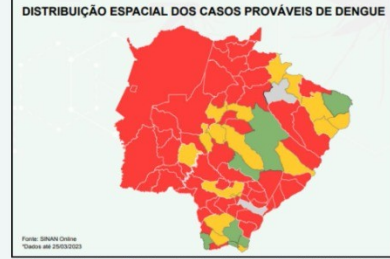 DISTRIBUIÇÃO ESPACIAL DOS CASOS PROVÁVEIS DE DENGUE
Fonte: SINAN Online
*Dados até 25/03/2023